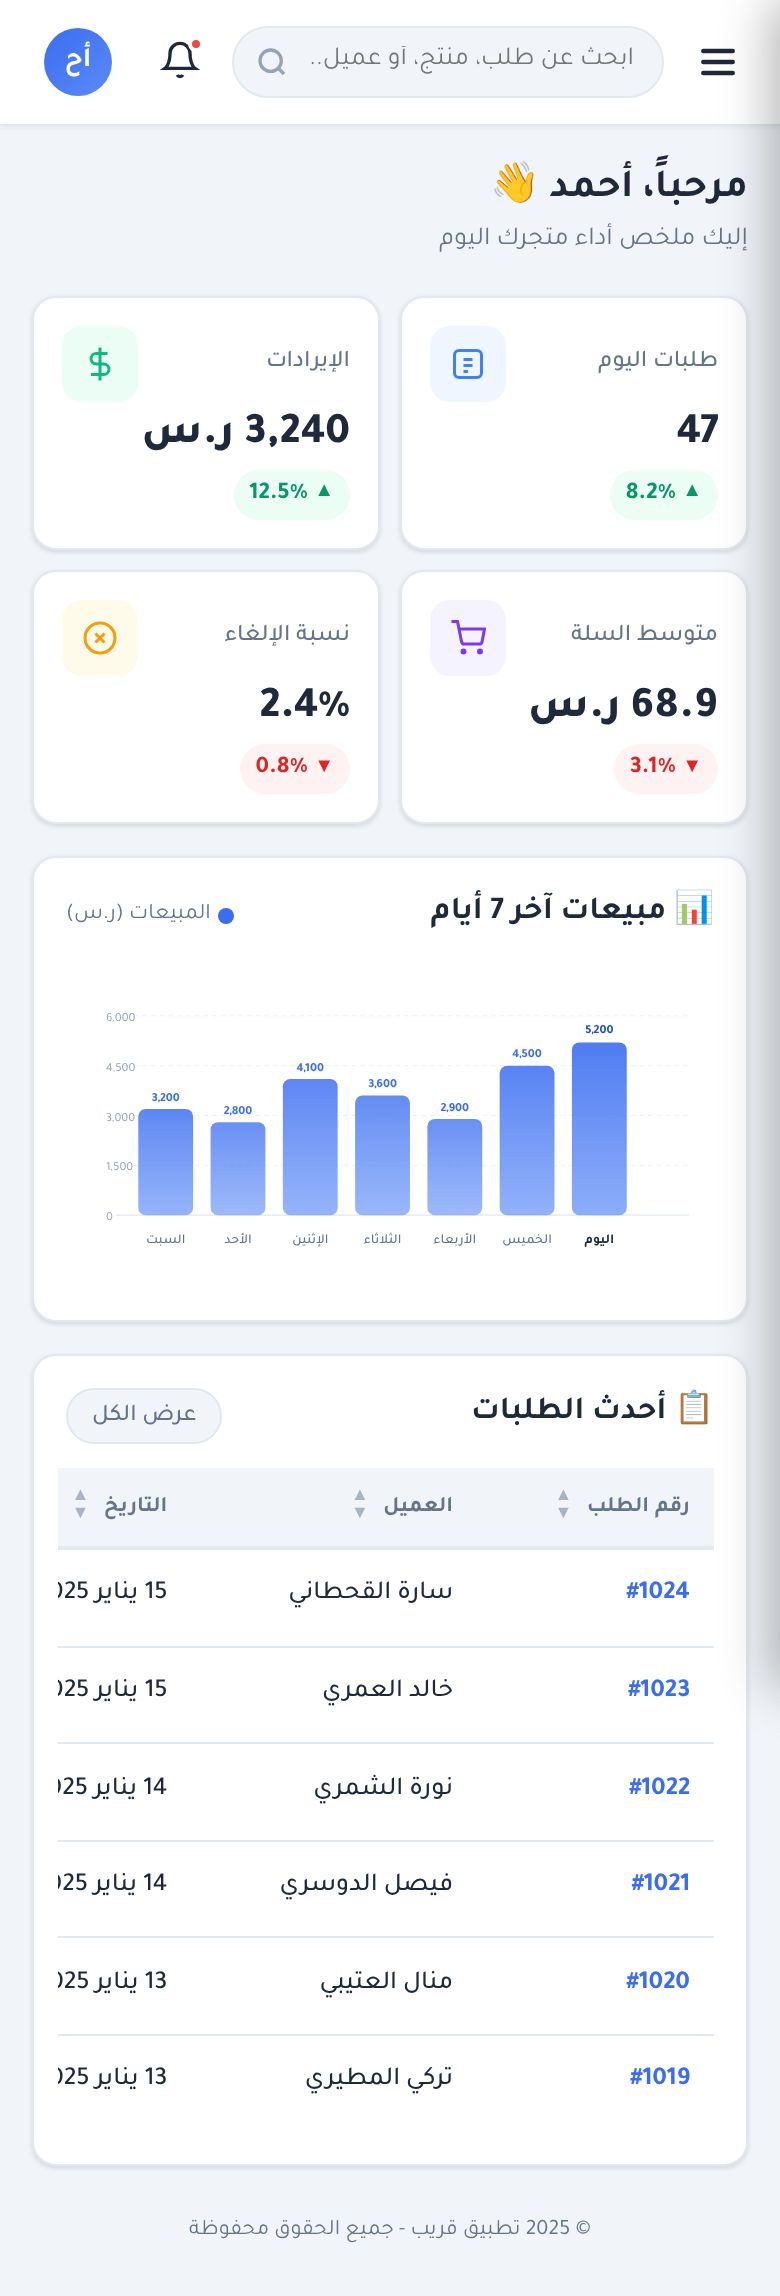 ابحث عن طلب، منتج، أو عميل..
أح
مرحباً، أحمد 👋
إليك ملخص أداء متجرك اليوم
طلبات اليوم
47
▲ 8.2%
الإيرادات
3,240 ر.س
▲ 12.5%
متوسط السلة
68.9 ر.س
▼ 3.1%
نسبة الإلغاء
2.4%
▼ 0.8%
📊 مبيعات آخر 7 أيام
المبيعات (ر.س)
6,000
4,500
3,000
1,500
0
5,200
4,500
2,900
3,600
4,100
2,800
3,200
اليوم
الخميس
الأربعاء
الثلاثاء
الإثنين
الأحد
السبت
📋 أحدث الطلبات
عرض الكل
رقم الطلب العميل التاريخ
#1024 سارة القحطاني 15 يناير
#1023 خالد العمري 15 يناير
#1022 نورة الشمري 14 يناير
#1021 فيصل الدوسري 14 يناير
#1020 منال العتيبي 13 يناير
#1019 تركي المطيري 13 يناير
© 2025 تطبيق قريب - جميع الحقوق محفوظة